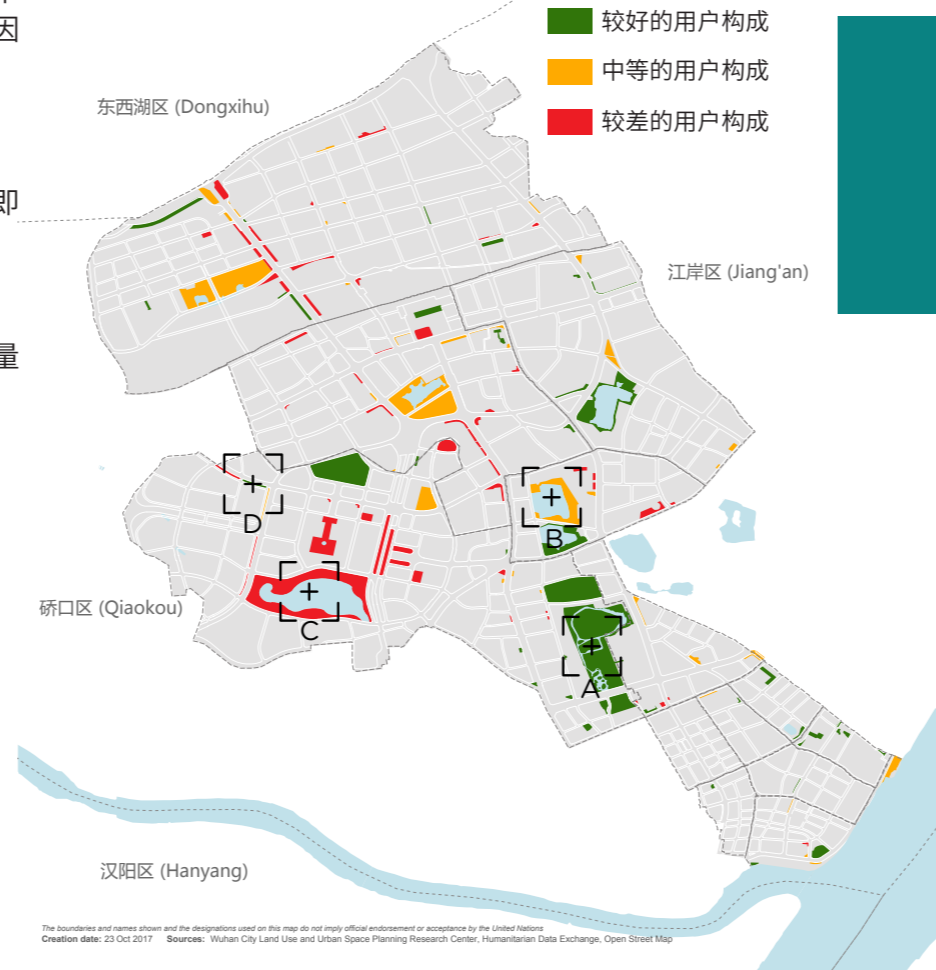 因
即
量
较好的用户构成
中等的用户构成
较差的用户构成
东西湖区 (Dongxihu)
江岸区 (Jiang'an)
D
B
硚口区 (Qiaokou)
C
A
汉阳区 (Hanyang)
The boundaries and names shown and the designations used on this map do not imply official endorsement or acceptance by the United Nations
Creation date: 23 Oct 2017 Sources: Wuhan City Land Use and Urban Space Planning Research Center, Humanitarian Data Exchange, Open Street Map